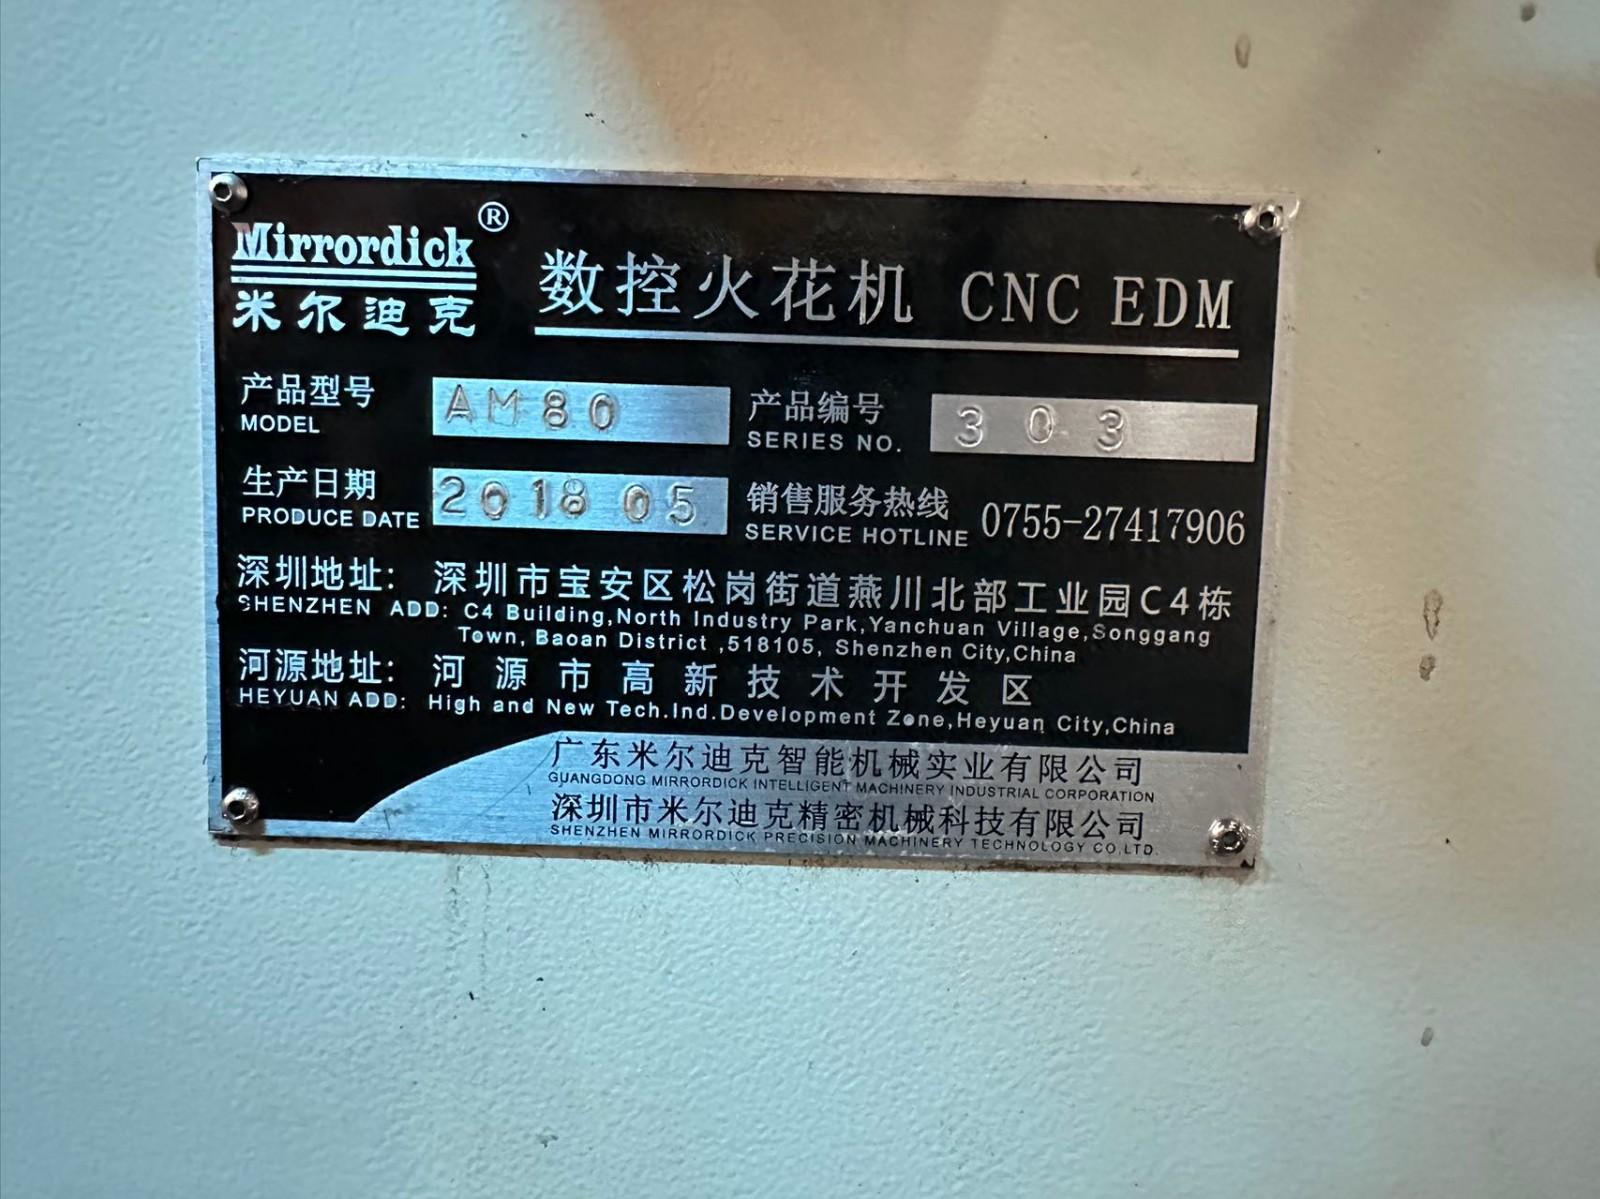 Mirrordick®
米尔迪克
数控火花机 CNC EDM
产品型号 AM80 产品编号 303
MODEL SERIES NO.
生产日期 2018 05 销售服务热线 0755-27417906
PRODUCE DATE SERVICE HOTLINE
深圳地址: 深圳市宝安区松岗街道燕川北部工业园C4栋
SHENZHEN ADD: C4 Building,North Industry Park,Yanchuan Village,Songgang
Town, Baoan District ,518105, Shenzhen City,China
河源地址: 河源市高新技术开发区
HEYUAN ADD: High and New Tech.Ind.Development Zone,Heyuan City,China
广东米尔迪克智能机械实业有限公司
GUANGDONG MIRRORDICK INTELLIGENT MACHINERY INDUSTRIAL CORPORATION
深圳市米尔迪克精密机械科技有限公司
SHENZHEN MIRRORDICK PRECISION MACHINERY TECHNOLOGY CO.LTD.